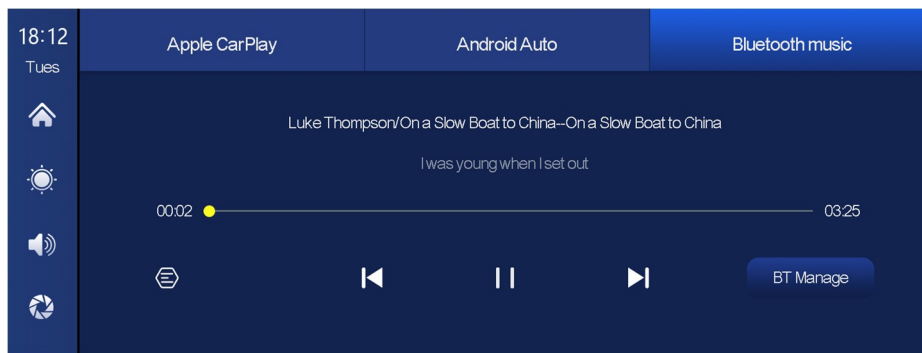 18:12
Tues
Apple CarPlay
Android Auto
Bluetooth music
Luke Thompson/On a Slow Boat to China--On a Slow Boat to China
I was young when I set out
00:02
03:25
BT Manage